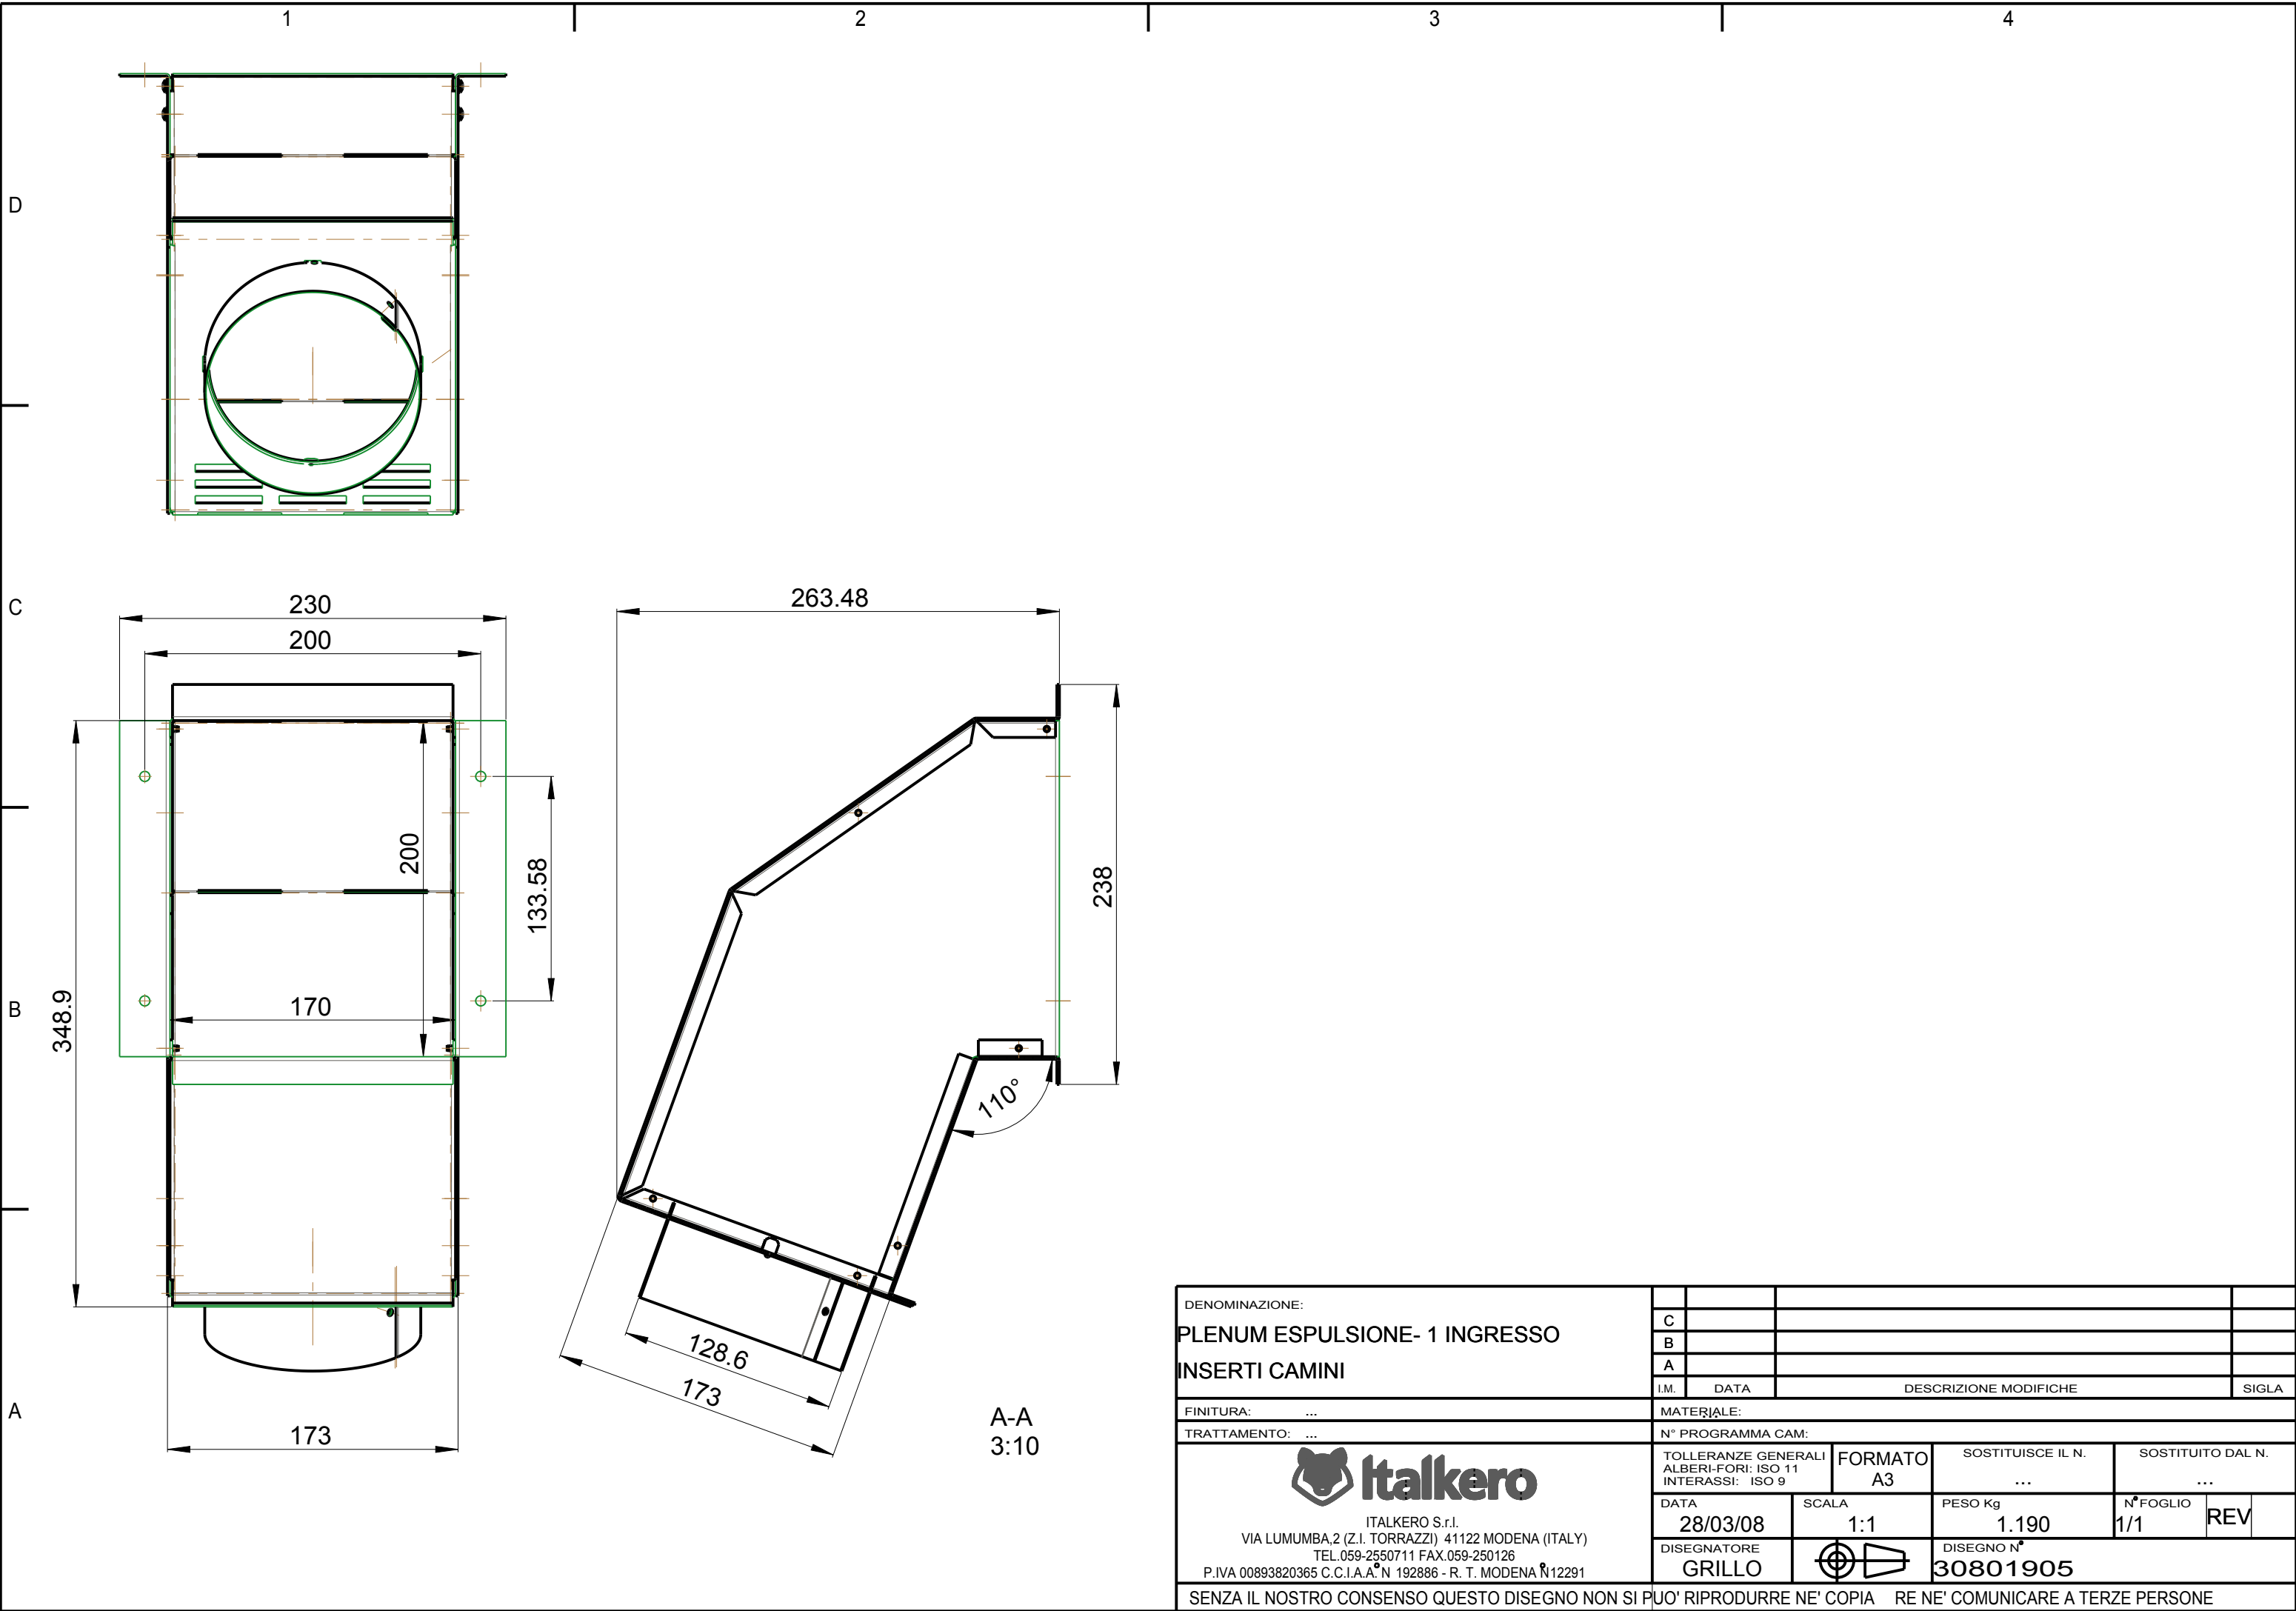 1 2 3 4
D
C
B
A
230
200
348.9
200
133.58
170
173
263.48
238
110°
128.6
173
A-A
3:10
DENOMINAZIONE:
PLENUM ESPULSIONE- 1 INGRESSO
INSERTI CAMINI
C
B
A
I.M. DATA DESCRIZIONE MODIFICHE SIGLA
FINITURA: ...
MATERIALE: ...
TRATTAMENTO: ...
N° PROGRAMMA CAM:
Italkero
ITALKERO S.r.l.
VIA LUMUMBA,2 (Z.I. TORRAZZI) 41122 MODENA (ITALY)
TEL.059-2550711 FAX.059-250126
P.IVA 00893820365 C.C.I.A.A. N° 192886 - R. T. MODENA N°12291
TOLLERANZE GENERALI
ALBERI-FORI: ISO 11
INTERASSI: ISO 9
FORMATO
A3
SOSTITUISCE IL N.
...
SOSTITUITO DAL N.
...
DATA
28/03/08
SCALA
1:1
PESO Kg
1.190
N° FOGLIO
1/1
REV
DISEGNATORE
GRILLO
DISEGNO N°
30801905
SENZA IL NOSTRO CONSENSO QUESTO DISEGNO NON SI PUO' RIPRODURRE NE' COPIA RE NE' COMUNICARE A TERZE PERSONE